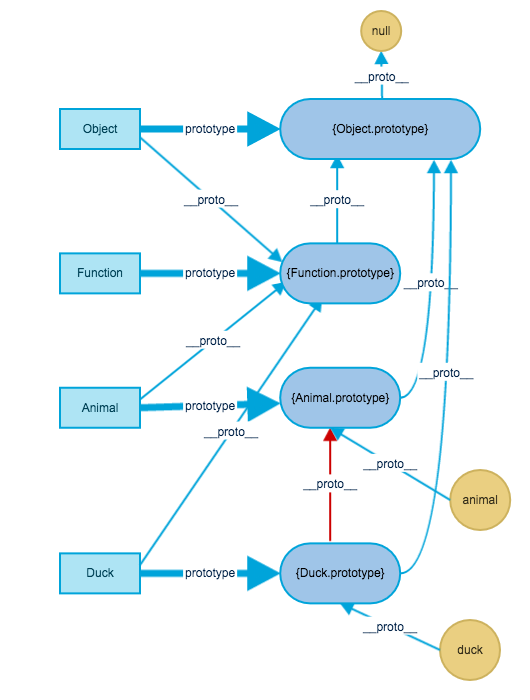 null
__proto__
Object
prototype
{Object.prototype}
__proto__
__proto__
Function
prototype
{Function.prototype}
__proto__
__proto__
__proto__
Animal
prototype
{Animal.prototype}
__proto__
__proto__
__proto__
animal
Duck
prototype
{Duck.prototype}
__proto__
duck